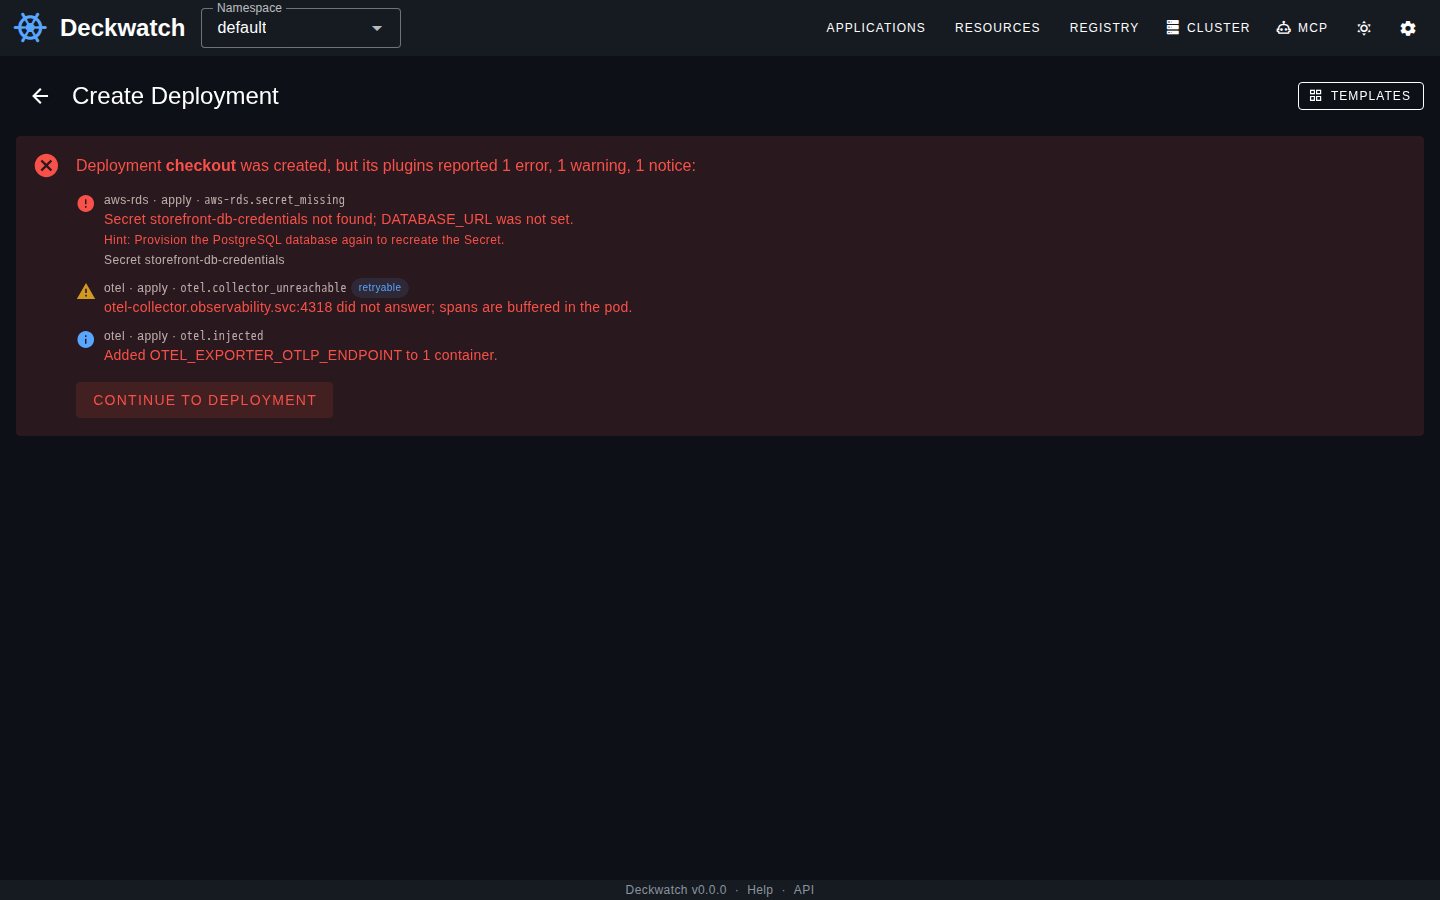 Deckwatch
Namespace
default
APPLICATIONS
RESOURCES
REGISTRY
CLUSTER
MCP
Create Deployment
TEMPLATES
Deployment checkout was created, but its plugins reported 1 error, 1 warning, 1 notice:
aws-rds · apply · aws-rds.secret_missing
Secret storefront-db-credentials not found; DATABASE_URL was not set.
Hint: Provision the PostgreSQL database again to recreate the Secret.
Secret storefront-db-credentials
otel · apply · otel.collector_unreachable retryable
otel-collector.observability.svc:4318 did not answer; spans are buffered in the pod.
otel · apply · otel.injected
Added OTEL_EXPORTER_OTLP_ENDPOINT to 1 container.
CONTINUE TO DEPLOYMENT
Deckwatch v0.0.0 · Help · API